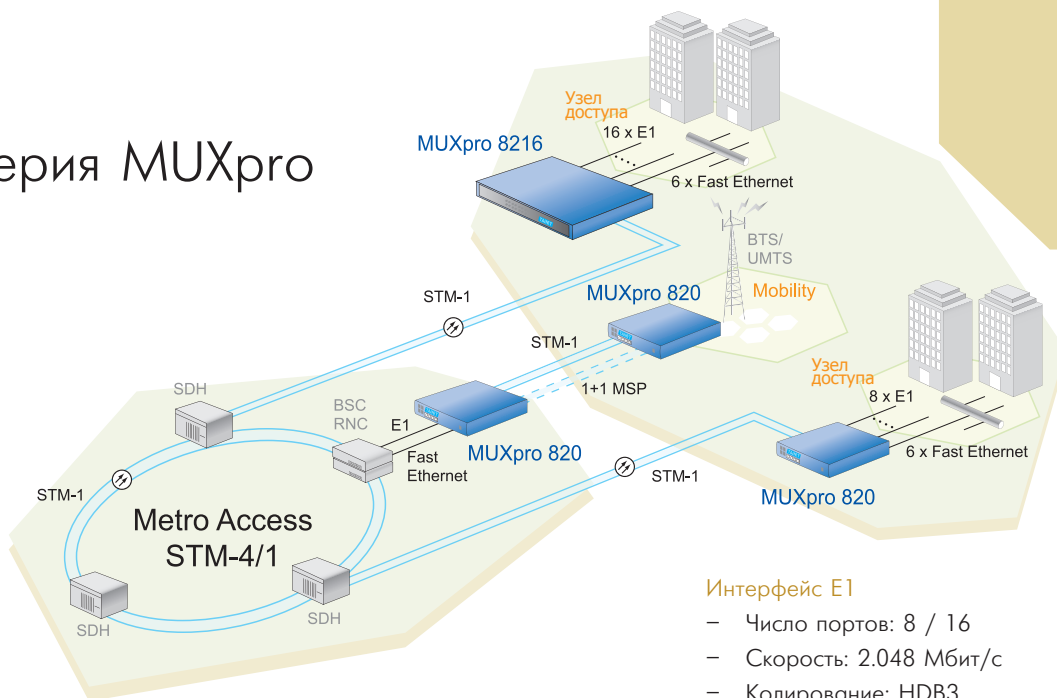 ерия MUXpro
Узел
доступа
16 x E1
MUXpro 8216
6 x Fast Ethernet
BTS/
UMTS
Mobility
MUXpro 820
STM-1
STM-1
1+1 MSP
Узел
доступа
8 x E1
6 x Fast Ethernet
MUXpro 820
SDH
BSC
RNC
E1
Fast
Ethernet
MUXpro 820
STM-1
STM-1
Metro Access
STM-4/1
SDH
SDH
Интерфейс E1
– Число портов: 8 / 16
– Скорость: 2.048 Мбит/с
– Кодирование: HDB3